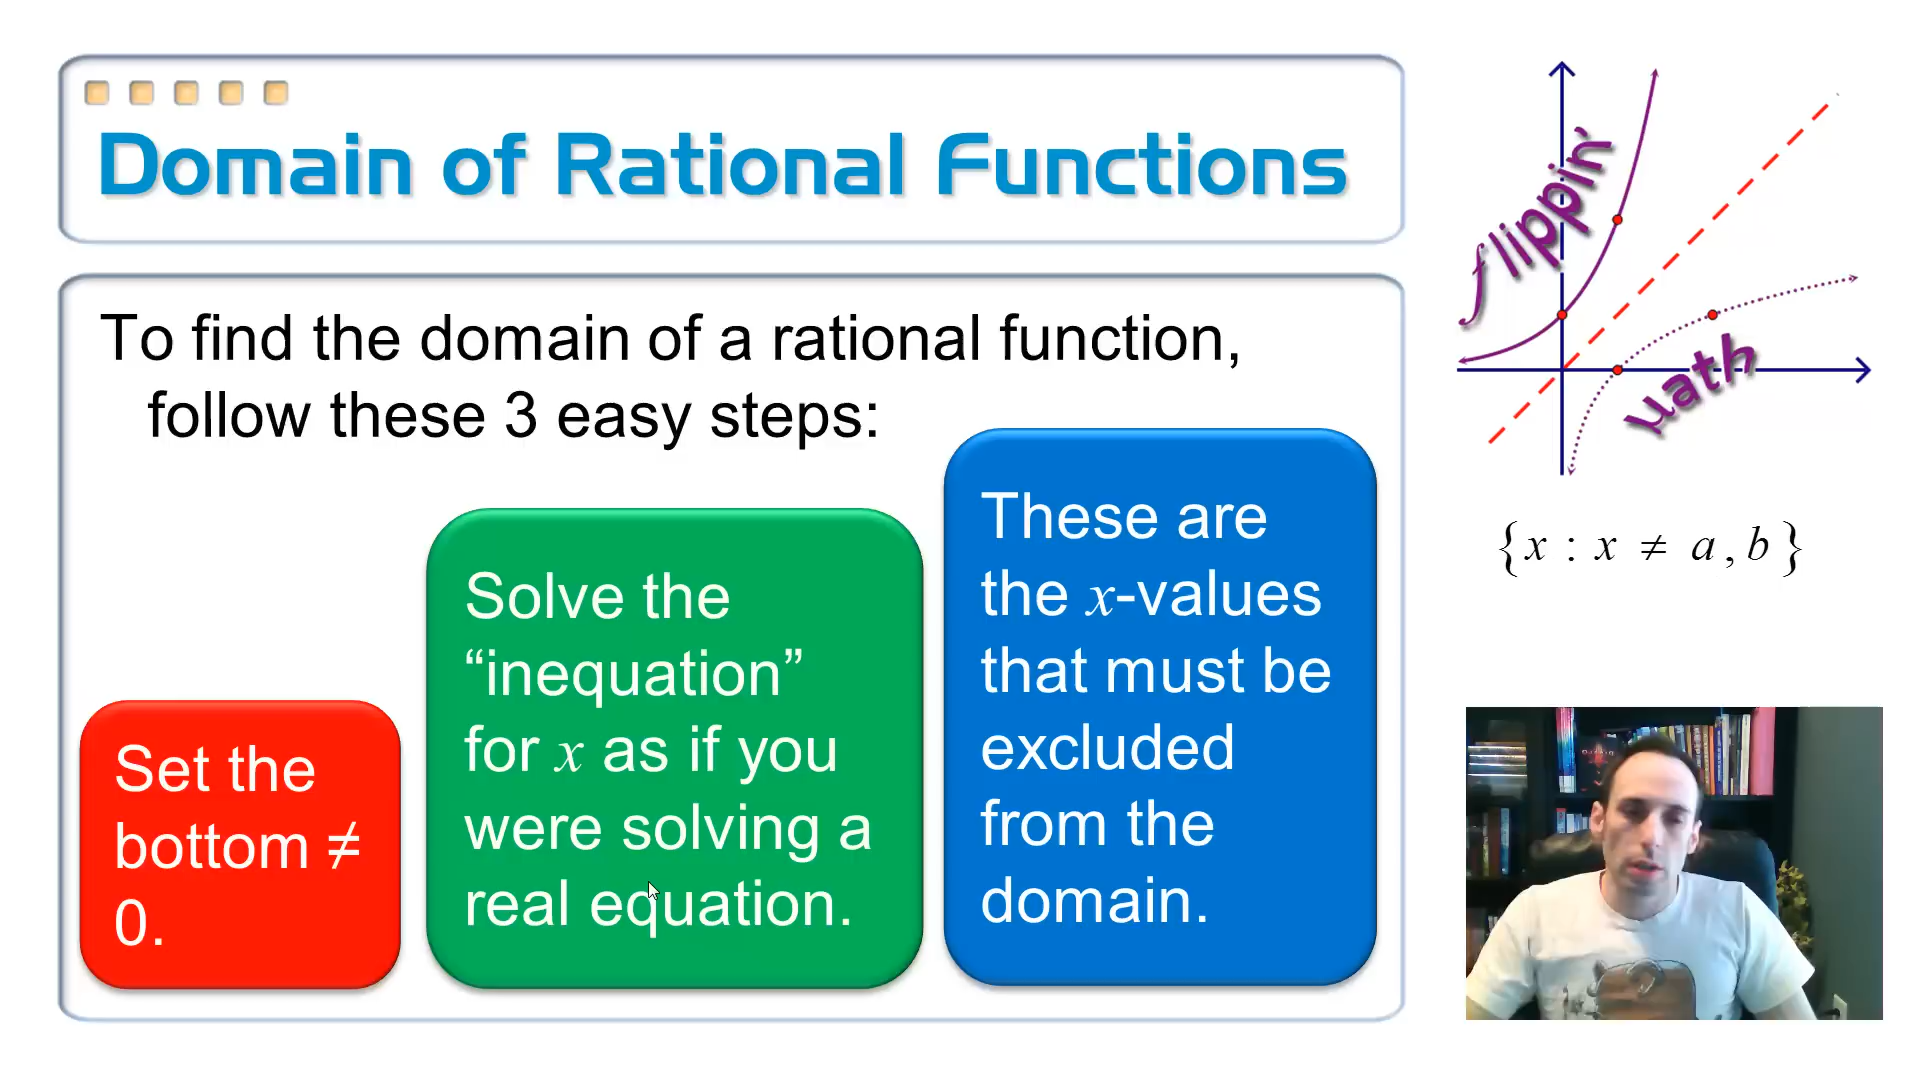 Domain of Rational Functions
To find the domain of a rational function,
follow these 3 easy steps:
Set the
bottom ≠
0.
Solve the
“inequation”
for x as if you
were solving a
real equation.
These are
the x-values
that must be
excluded
from the
domain.
flippin'
μath
{x : x ≠ a, b}